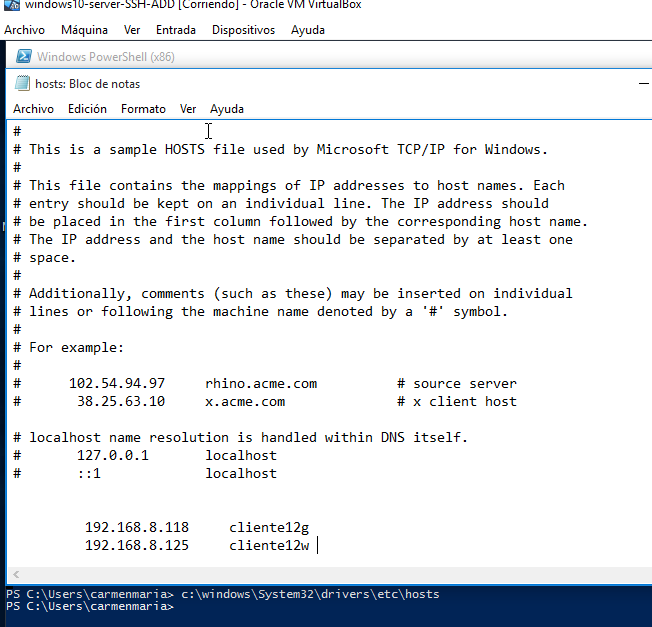 windows10-server-SSH-ADD [Corriendo] - Oracle VM VirtualBox
Archivo Máquina Ver Entrada Dispositivos Ayuda
Windows PowerShell (x86)
hosts: Bloc de notas
Archivo Edición Formato Ver Ayuda
#
# This is a sample HOSTS file used by Microsoft TCP/IP for Windows.
#
# This file contains the mappings of IP addresses to host names. Each
# entry should be kept on an individual line. The IP address should
# be placed in the first column followed by the corresponding host name.
# The IP address and the host name should be separated by at least one
# space.
#
# Additionally, comments (such as these) may be inserted on individual
# lines or following the machine name denoted by a '#' symbol.
#
# For example:
#
# 102.54.94.97 rhino.acme.com # source server
# 38.25.63.10 x.acme.com # x client host
# localhost name resolution is handled within DNS itself.
# 127.0.0.1 localhost
# ::1 localhost
192.168.8.118 cliente12g
192.168.8.125 cliente12w
PS C:\Users\carmenmaria> c:\windows\System32\drivers\etc\hosts
PS C:\Users\carmenmaria>